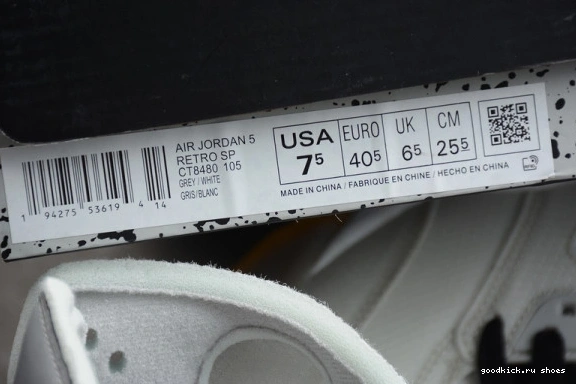 AIR JORDAN 5
RETRO SP
CT8480 105
GREY / WHITE
GRIS/BLANC
1 94275 53619 4 14
USA EURO UK CM
7⁵ 40⁵ 6⁵ 25⁵
MADE IN CHINA / FABRIQUE EN CHINE / HECHO EN CHINA
goodkick.ru shoes